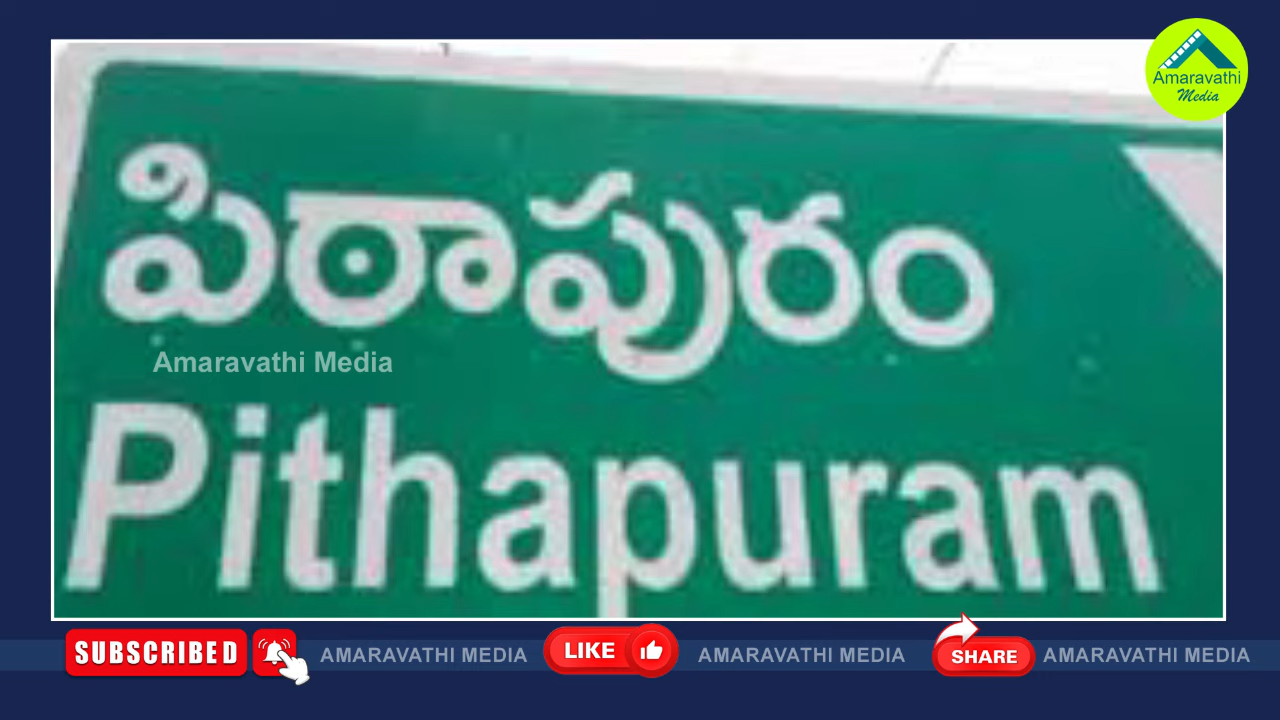 Amaravathi
Media
పిఠాపురం
Amaravathi Media
Pithapuram
SUBSCRIBED
AMARAVATHI MEDIA
LIKE
AMARAVATHI MEDIA
SHARE
AMARAVATHI MEDIA